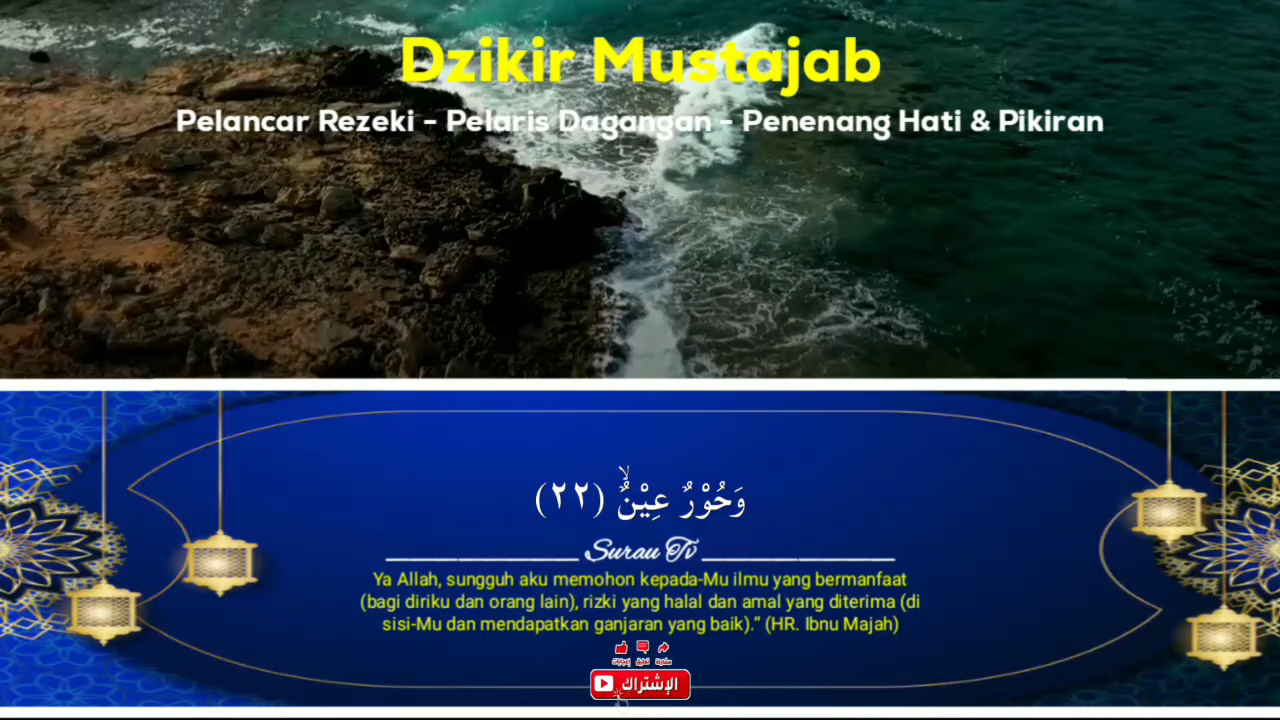 Dzikir Mustajab
Pelancar Rezeki - Pelaris Dagangan - Penenang Hati & Pikiran
وَحُوْرٌ عِيْنٌۙ (٢٢)
Surau Tv
Ya Allah, sungguh aku memohon kepada-Mu ilmu yang bermanfaat
(bagi diriku dan orang lain), rizki yang halal dan amal yang diterima (di
sisi-Mu dan mendapatkan ganjaran yang baik).” (HR. Ibnu Majah)
الإشتراك